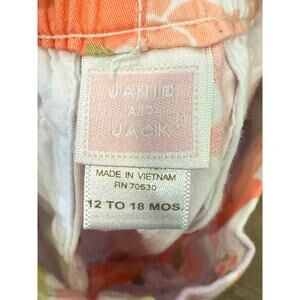 JANIE
AND
JACK
MADE IN VIETNAM
RN 70530
12 TO 18 MOS.